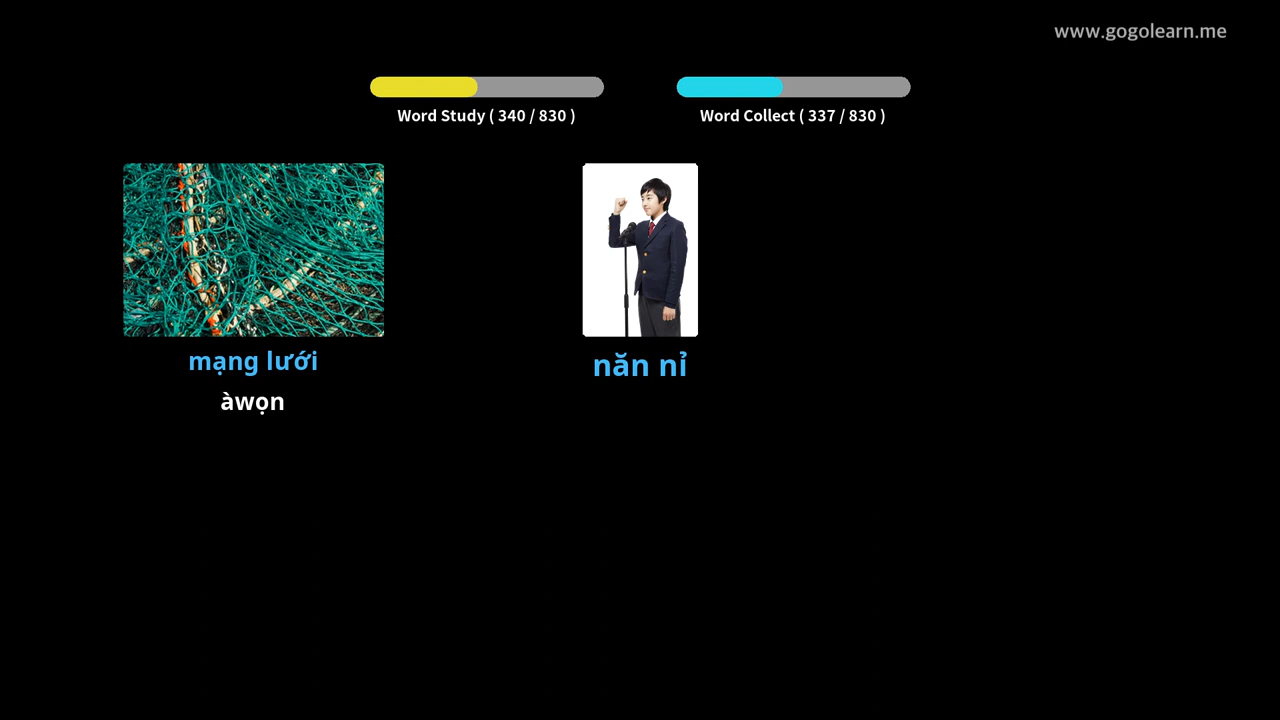 www.gogolearn.me
Word Study ( 340 / 830 )
Word Collect ( 337 / 830 )
mạng lưới
àwọn
năn nỉ